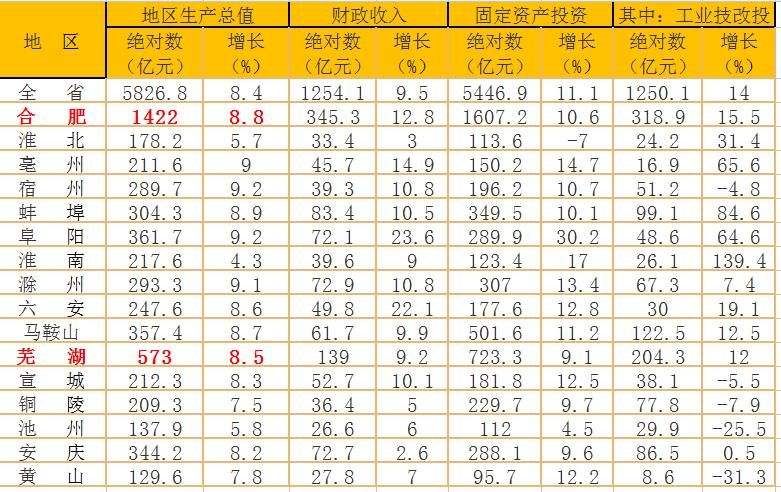 地 区 地区生产总值 财政收入 固定资产投资 其中：工业技改投
绝对数（亿元） 增长（%） 绝对数（亿元） 增长（%） 绝对数（亿元） 增长（%） 绝对数（亿元） 增长（%）
全 省 5826.8 8.4 1254.1 9.5 5446.9 11.1 1250.1 14
合 肥 1422 8.8 345.3 12.8 1607.2 10.6 318.9 15.5
淮 北 178.2 5.7 33.4 3 113.6 -7 24.2 31.4
亳 州 211.6 9 45.7 14.9 150.2 14.7 16.9 65.6
宿 州 289.7 9.2 39.3 10.8 196.2 10.7 51.2 -4.8
蚌 埠 304.3 8.9 83.4 10.5 349.5 10.1 99.1 84.6
阜 阳 361.7 9.2 72.1 23.6 289.9 30.2 48.6 64.6
淮 南 217.6 4.3 39.6 9 123.4 17 26.1 139.4
滁 州 293.3 9.1 72.9 10.8 307 13.4 67.3 7.4
六 安 247.6 8.6 49.8 22.1 177.6 12.8 30 19.1
马鞍山 357.4 8.7 61.7 9.9 501.6 11.2 122.5 12.5
芜 湖 573 8.5 139 9.2 723.3 9.1 204.3 12
宣 城 212.3 8.3 52.7 10.1 181.8 12.5 38.1 -5.5
铜 陵 209.3 7.5 36.4 5 229.7 9.7 77.8 -7.9
池 州 137.9 5.8 26.6 6 112 4.5 29.9 -25.5
安 庆 344.2 8.2 72.7 2.6 288.1 9.6 86.5 0.5
黄 山 129.6 7.8 27.8 7 95.7 12.2 8.6 -31.3